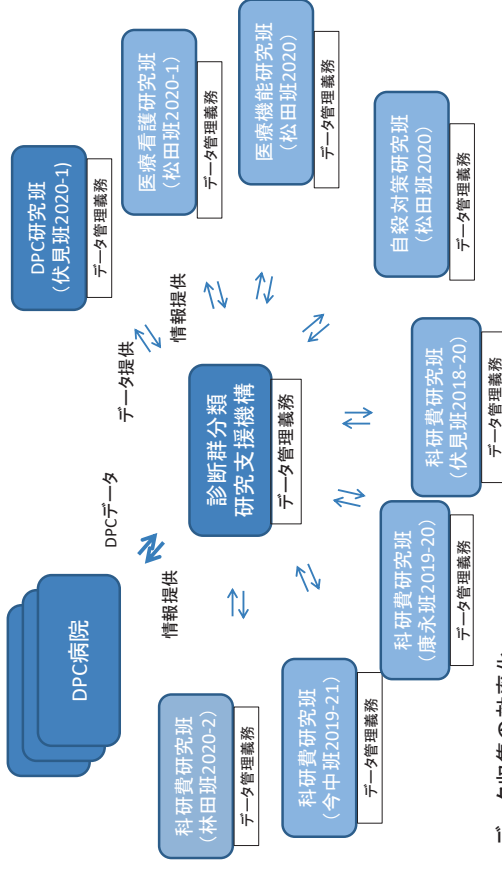 DPC病院
DPCデータ
データ提供
情報提供
情報提供
DPC研究班
(伏見班2020-1)
データ管理義務
医療看護研究班
(松田班2020-1)
データ管理義務
医療機能研究班
(松田班2020)
データ管理義務
自殺対策研究班
(松田班2020)
データ管理義務
診断群分類
研究支援機構
データ管理義務
科研費研究班
(林田班2020-2)
データ管理義務
科研費研究班
(今中班2019-21)
データ管理義務
科研費研究班
(康永班2019-20)
データ管理義務
科研費研究班
(伏見班2018-20)
データ管理義務
データ収集の効率化